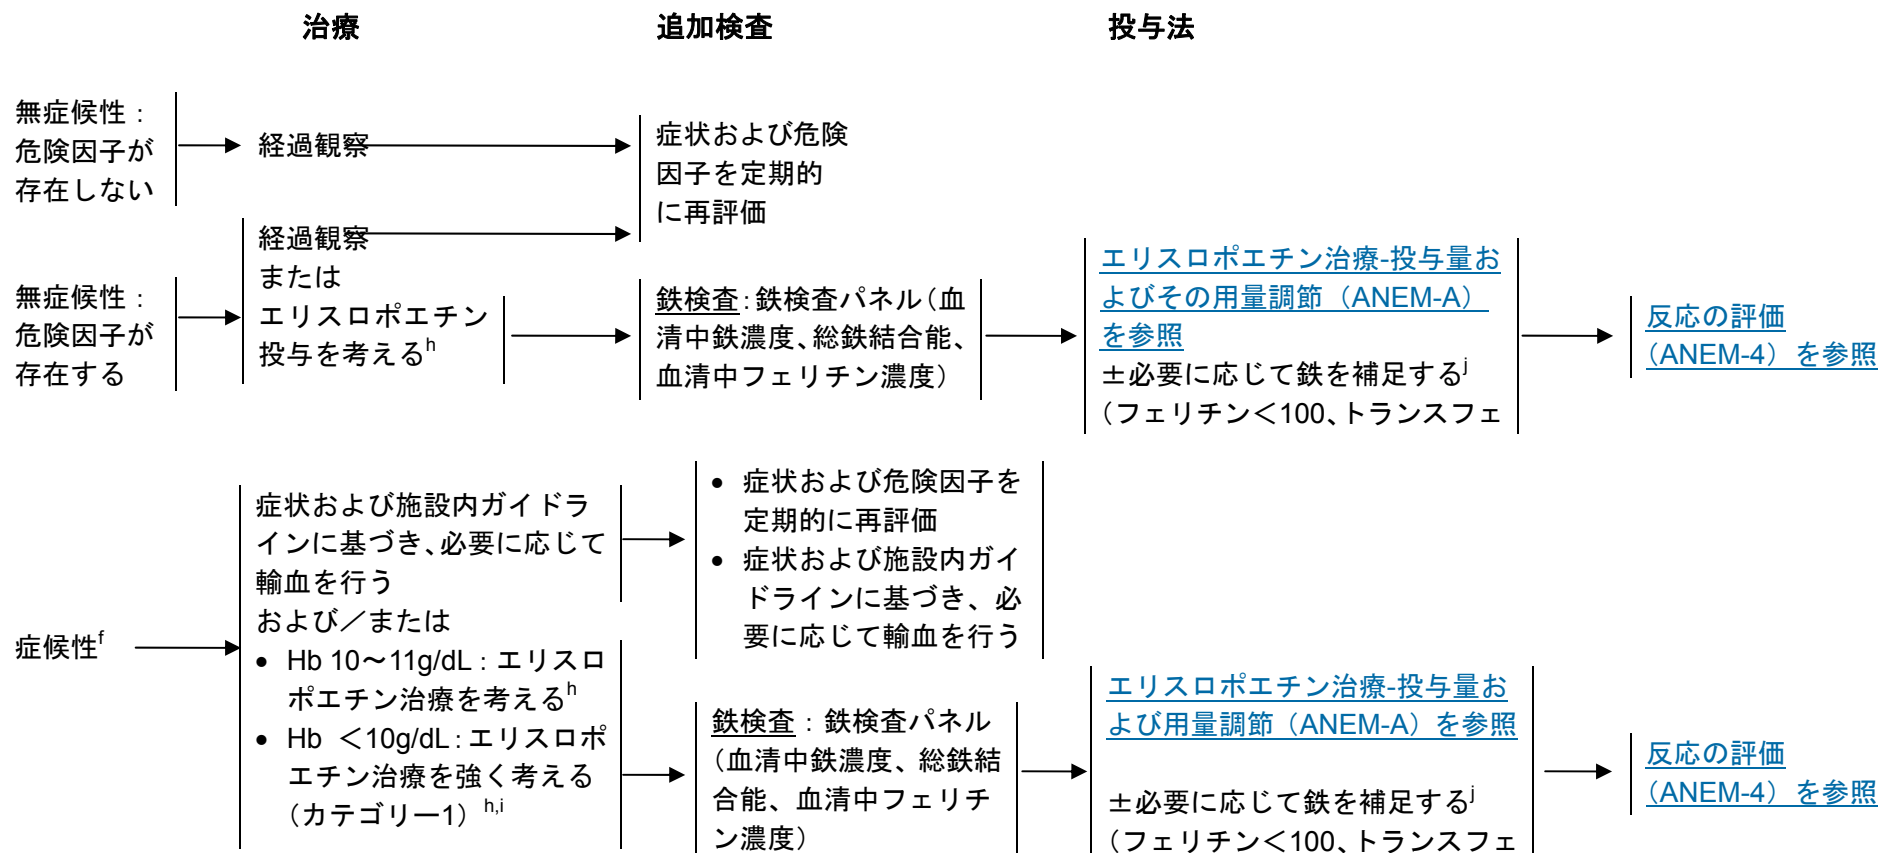 治療
追加検査
投与法
無症候性：
危険因子が
存在しない
経過観察
症状および危険
因子を定期的
に再評価
無症候性：
危険因子が
存在する
経過観察
または
エリスロポエチン
投与を考えるh
鉄検査：鉄検査パネル（血
清中鉄濃度、総鉄結合能、
血清中フェリチン濃度）
エリスロポエチン治療-投与量お
よびその用量調節（ANEM-A）
を参照
±必要に応じて鉄を補足するj
（フェリチン＜100、トランスフェ
反応の評価
（ANEM-4）を参照
症候性f
症状および施設内ガイドラ
インに基づき、必要に応じて
輸血を行う
および／または
• Hb 10～11g/dL：エリスロ
ポエチン治療を考えるh
• Hb ＜10g/dL：エリスロポ
エチン治療を強く考える
（カテゴリー1）h,i
• 症状および危険因子を
定期的に再評価
• 症状および施設内ガイ
ドラインに基づき、必
要に応じて輸血を行う
鉄検査：鉄検査パネル
（血清中鉄濃度、総鉄結
合能、血清中フェリチ
ン濃度）
エリスロポエチン治療-投与量お
よび用量調節（ANEM-A）を参照
±必要に応じて鉄を補足するj
（フェリチン＜100、トランスフェ
反応の評価
（ANEM-4）を参照